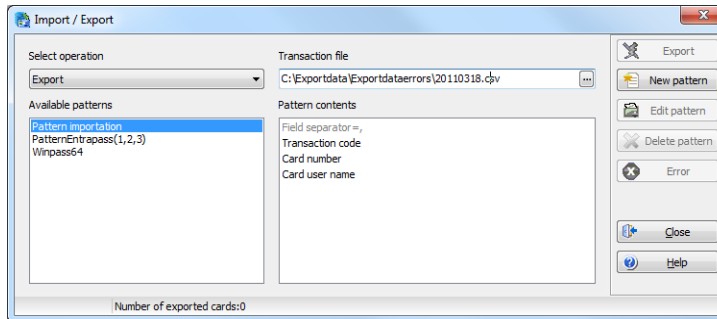 Import / Export
Select operation
Export
Transaction file
C:\Exportdata\Exportdataerrors\20110318.csv
...
Available patterns
Pattern importation
PatternEntrapass(1,2,3)
Winpass64
Pattern contents
Field separator=,
Transaction code
Card number
Card user name
Export
New pattern
Edit pattern
Delete pattern
Error
Close
Help
Number of exported cards:0